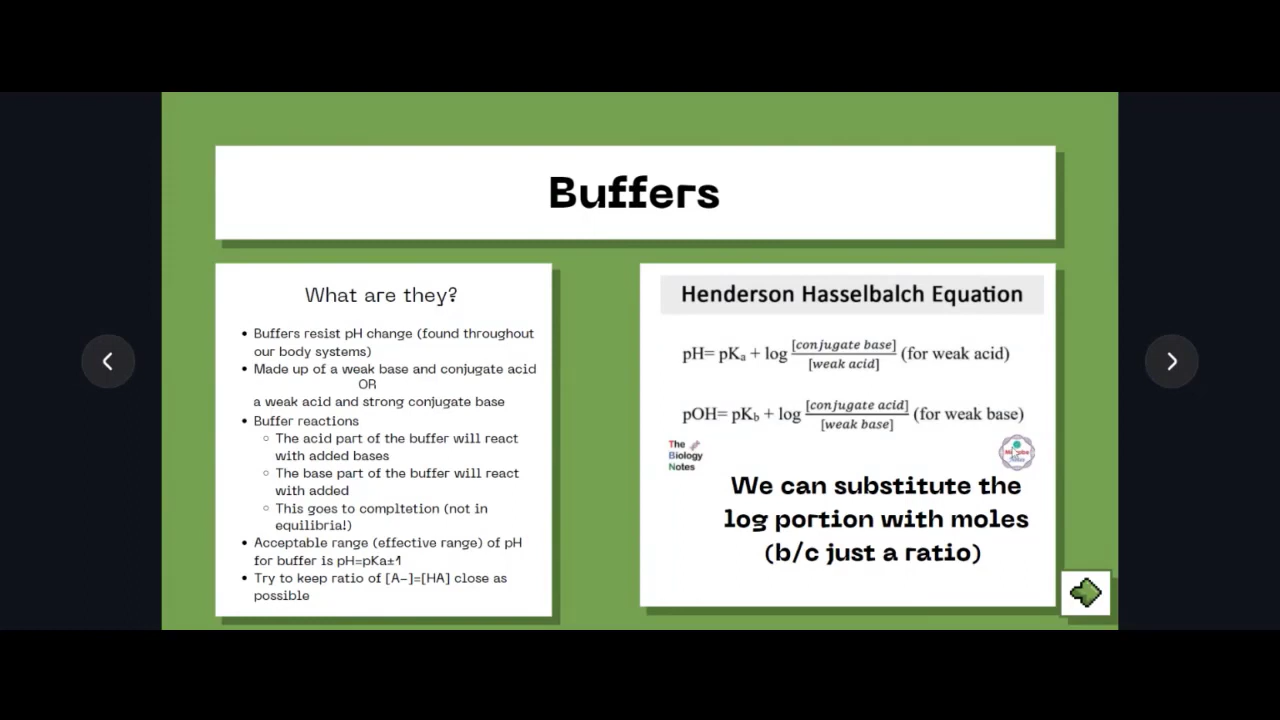 Buffers
What are they?
• Buffers resist pH change (found throughout
our body systems)
• Made up of a weak base and conjugate acid
OR
a weak acid and strong conjugate base
• Buffer reactions
○ The acid part of the buffer will react
with added bases
○ The base part of the buffer will react
with added
○ This goes to compltetion (not in
equilibria!)
• Acceptable range (effective range) of pH
for buffer is pH=pKa±1
• Try to keep ratio of [A-]=[HA] close as
possible
Henderson Hasselbalch Equation
pH= pKₐ + log [conjugate base]/[weak acid] (for weak acid)
pOH= pK_b + log [conjugate acid]/[weak base] (for weak base)
The
Biology
Notes
We can substitute the
log portion with moles
(b/c just a ratio)